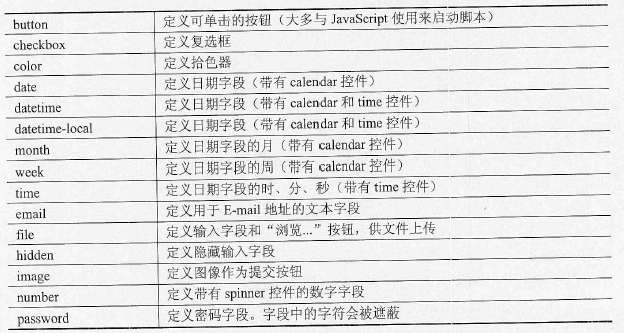 button 定义可单击的按钮（大多与 JavaScript 使用来启动脚本）
checkbox 定义复选框
color 定义拾色器
date 定义日期字段（带有 calendar 控件）
datetime 定义日期字段（带有 calendar 和 time 控件）
datetime-local 定义日期字段（带有 calendar 和 time 控件）
month 定义日期字段的月（带有 calendar 控件）
week 定义日期字段的周（带有 calendar 控件）
time 定义日期字段的时、分、秒（带有 time 控件）
email 定义用于 E-mail 地址的文本字段
file 定义输入字段和“浏览...”按钮，供文件上传
hidden 定义隐藏输入字段
image 定义图像作为提交按钮
number 定义带有 spinner 控件的数字字段
password 定义密码字段。字段中的字符会被遮蔽